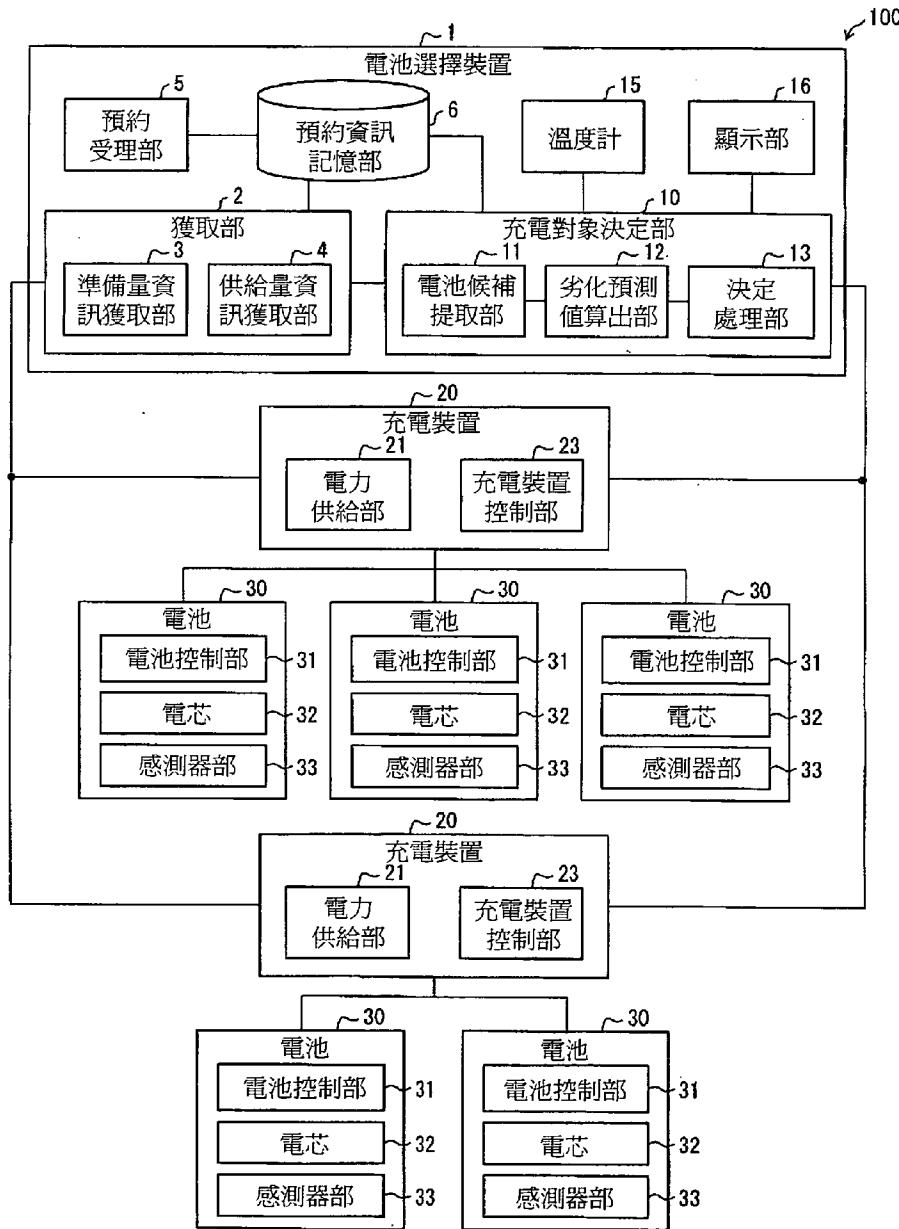 100
1
電池選擇裝置
5
預約
受理部
6
預約資訊
記憶部
15
溫度計
16
顯示部
2
獲取部
3
準備量資
訊獲取部
4
供給量資
訊獲取部
10
充電對象決定部
11
電池候補
提取部
12
劣化預測
值算出部
13
決定
處理部
20
充電裝置
21
電力
供給部
23
充電裝置
控制部
30
電池
電池控制部
31
電芯
32
感測器部
33
30
電池
電池控制部
31
電芯
32
感測器部
33
30
電池
電池控制部
31
電芯
32
感測器部
33
20
充電裝置
21
電力
供給部
23
充電裝置
控制部
30
電池
電池控制部
31
電芯
32
感測器部
33
30
電池
電池控制部
31
電芯
32
感測器部
33